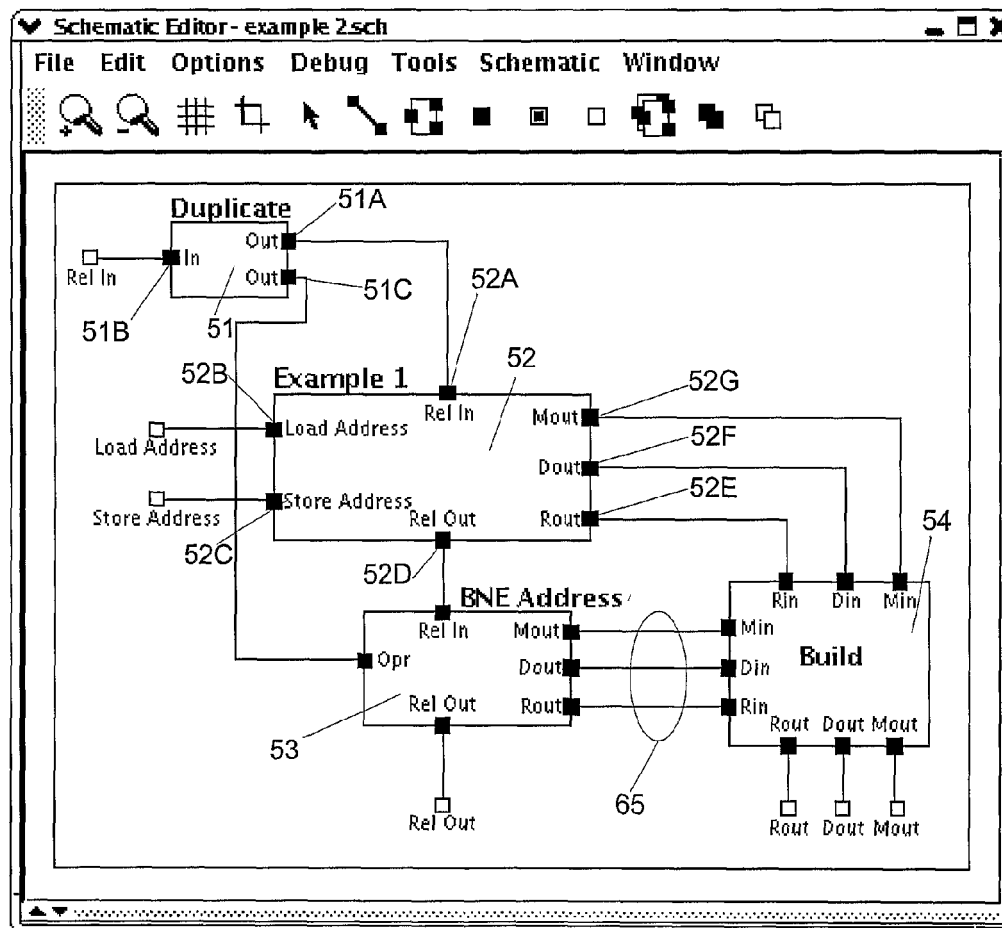 Schematic Editor - example 2.sch
File Edit Options Debug Tools Schematic Window
Duplicate
51A
Out
In
Rel In
Out
51C
52A
51B
51
52B
Example 1
52
52G
Rel In
Mout
Load Address
Load Address
52F
Dout
52E
Store Address
Store Address
Rel Out
Rout
54
52C
52D
BNE Address
Rin Din Min
Rel In
Mout
Min
Opr
Dout
Din
Build
Rel Out
Rout
Rin
Rout Dout Mout
53
65
Rel Out
Rout Dout Mout